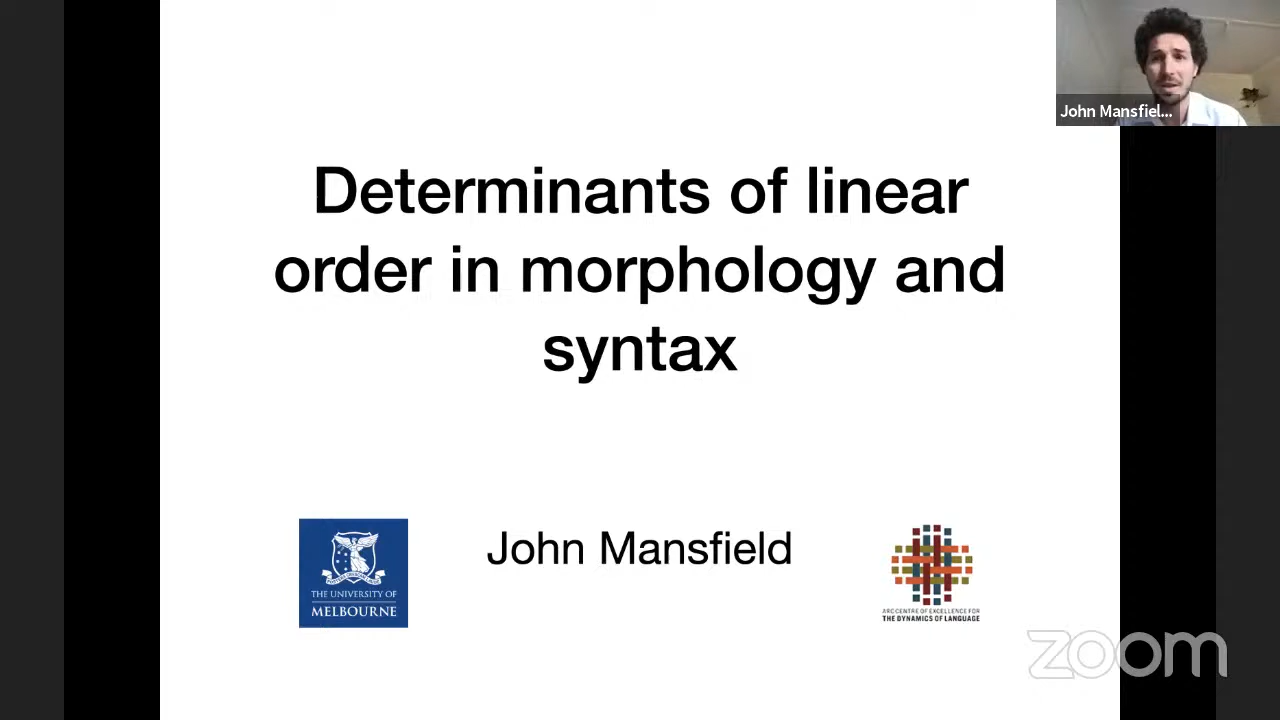 John Mansfiel...
Determinants of linear
order in morphology and
syntax
John Mansfield
THE UNIVERSITY OF
MELBOURNE
ARC CENTRE OF EXCELLENCE FOR
THE DYNAMICS OF LANGUAGE
zoom